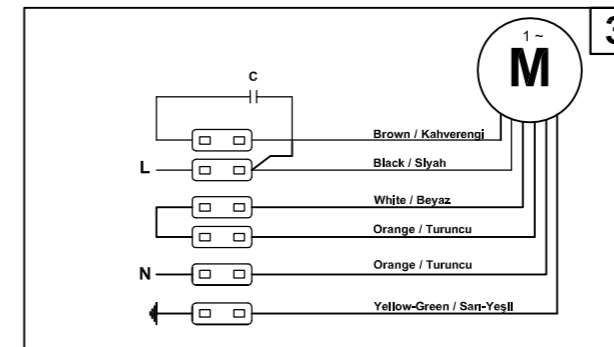 3
1 ~
M
C
Brown / Kahverengi
L
Black / SIyah
White / Beyaz
Orange / Turuncu
N
Orange / Turuncu
Yellow-Green / Sarı-Yeşil